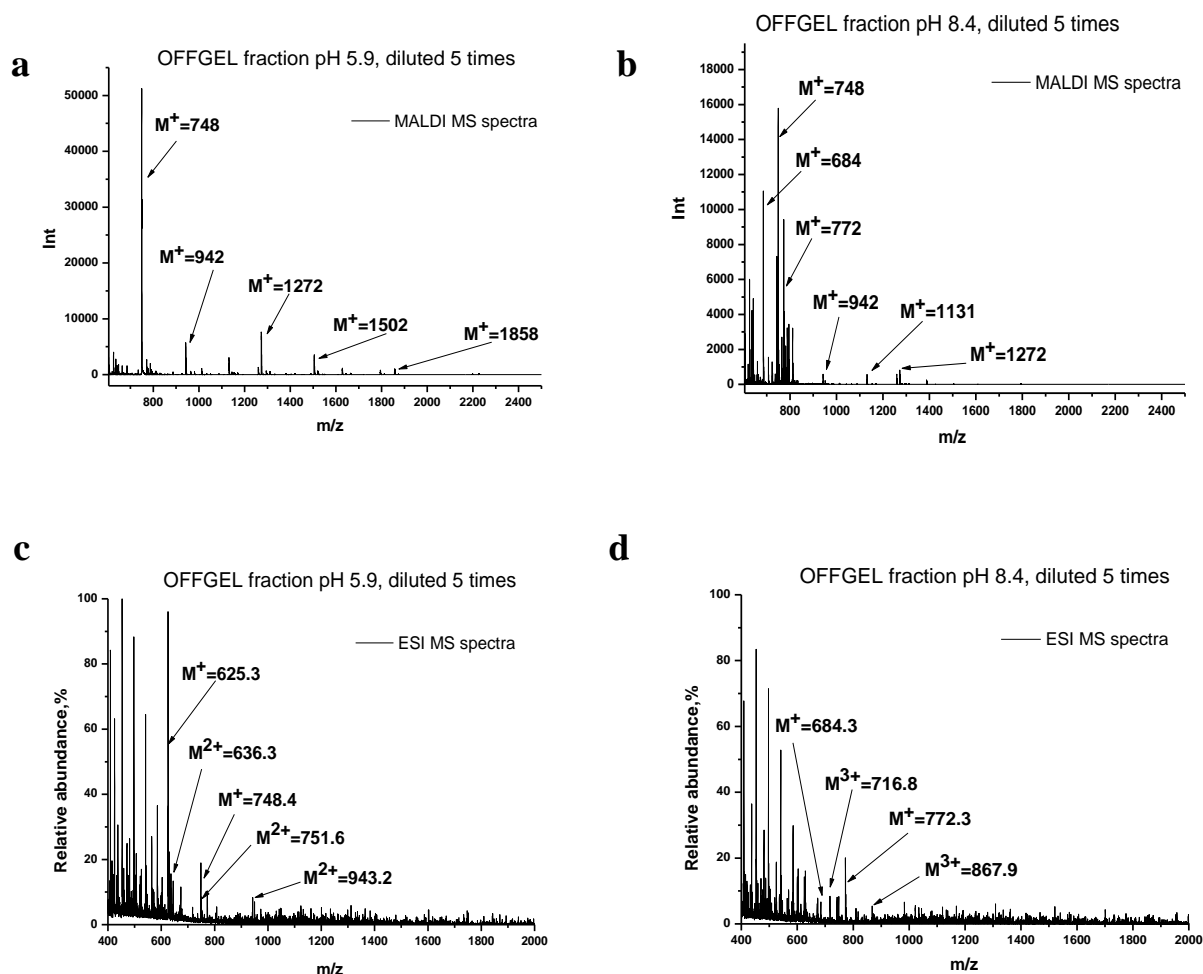 a
OFFGEL fraction pH 5.9, diluted 5 times
MALDI MS spectra
M⁺=748
M⁺=942
M⁺=1272
M⁺=1502
M⁺=1858
Int
50000
40000
30000
20000
10000
0
800 1000 1200 1400 1600 1800 2000 2200 2400
m/z
b
OFFGEL fraction pH 8.4, diluted 5 times
MALDI MS spectra
M⁺=748
M⁺=684
M⁺=772
M⁺=942
M⁺=1131
M⁺=1272
Int
18000
16000
14000
12000
10000
8000
6000
4000
2000
0
800 1000 1200 1400 1600 1800 2000 2200 2400
m/z
c
OFFGEL fraction pH 5.9, diluted 5 times
ESI MS spectra
M⁺=625.3
M²⁺=636.3
M⁺=748.4
M²⁺=751.6
M²⁺=943.2
Relative abundance,%
100
80
60
40
20
0
400 600 800 1000 1200 1400 1600 1800 2000
m/z
d
OFFGEL fraction pH 8.4, diluted 5 times
ESI MS spectra
M⁺=684.3
M³⁺=716.8
M⁺=772.3
M³⁺=867.9
Relative abundance,%
100
80
60
40
20
0
400 600 800 1000 1200 1400 1600 1800 2000
m/z